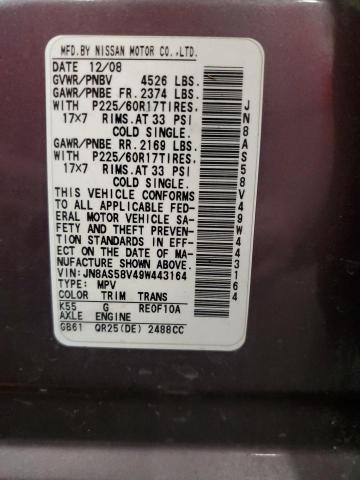 MFD.BY NISSAN MOTOR CO.,LTD.
DATE 12/08
GVWR/PNBV 4526 LBS.
GAWR/PNBE FR. 2374 LBS.
WITH P225/60R17TIRES,
17X7 RIMS.AT 33 PSI
COLD SINGLE.
GAWR/PNBE RR. 2169 LBS.
WITH P225/60R17TIRES,
17X7 RIMS.AT 33 PSI
COLD SINGLE.
THIS VEHICLE CONFORMS
TO ALL APPLICABLE FED-
ERAL MOTOR VEHICLE SA-
FETY AND THEFT PREVEN-
TION STANDARDS IN EFF-
ECT ON THE DATE OF MA-
NUFACTURE SHOWN ABOVE.
VIN:JN8AS58V49W443164
TYPE: MPV
COLOR TRIM TRANS
K55 G RE0F10A
AXLE ENGINE
GB61 QR25(DE) 2488CC
JN8AS58V49W443164